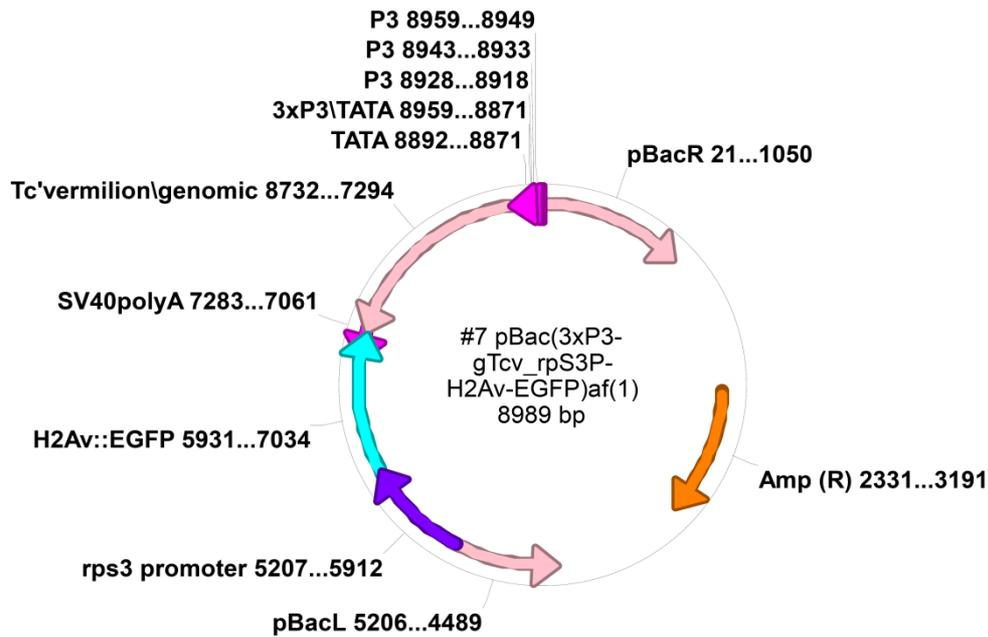 P3 8959...8949
P3 8943...8933
P3 8928...8918
3xP3\TATA 8959...8871
TATA 8892...8871
pBacR 21...1050
Tc'vermilion\genomic 8732...7294
SV40polyA 7283...7061
#7 pBac(3xP3-
gTcv_rpS3P-
H2Av-EGFP)af(1)
8989 bp
H2Av::EGFP 5931...7034
Amp (R) 2331...3191
rps3 promoter 5207...5912
pBacL 5206...4489